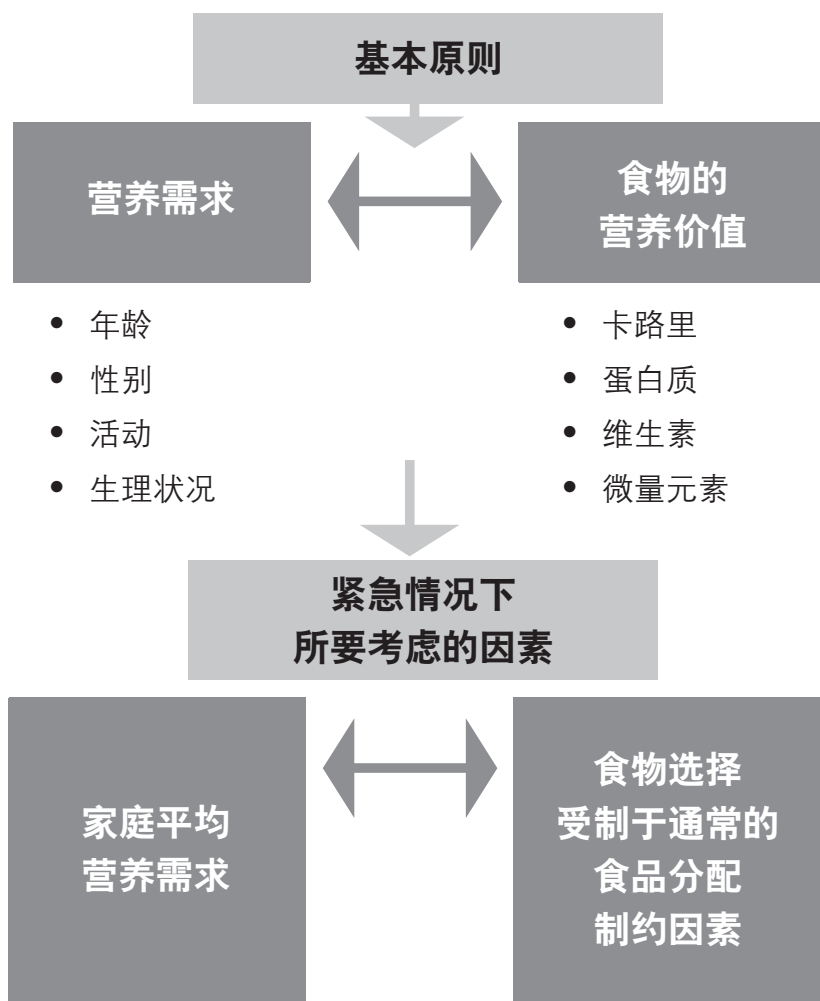 基本原则
营养需求
食物的
营养价值
• 年龄
• 性别
• 活动
• 生理状况
• 卡路里
• 蛋白质
• 维生素
• 微量元素
紧急情况下
所要考虑的因素
家庭平均
营养需求
食物选择
受制于通常的
食品分配
制约因素